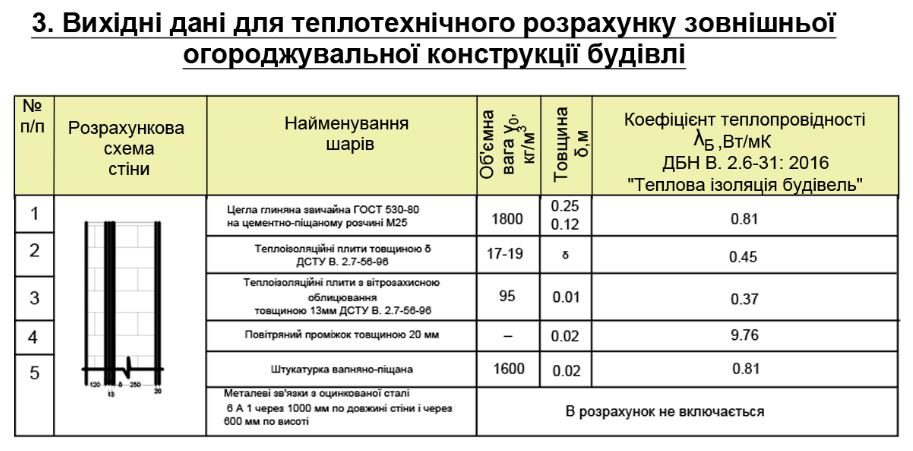 3. Вихідні дані для теплотехнічного розрахунку зовнішньої
огороджувальної конструкції будівлі
№
п/п
Розрахункова
схема
стіни
Найменування
шарів
Об'ємна
вага γ₀,
кг/м³
Товщина
δ,м
Коефіцієнт теплопровідності
λБ ,Вт/мК
ДБН В. 2.6-31: 2016
"Теплова ізоляція будівель"
1
Цегла глиняна звичайна ГОСТ 530-80
на цементно-піщаному розчині М25
1800
0.25
0.12
0.81
2
Теплоізоляційні плити товщиною δ
ДСТУ В. 2.7-56-96
17-19
δ
0.45
3
Теплоізоляційні плити з вітрозахисною
облицювання
товщиною 13мм ДСТУ В. 2.7-56-96
95
0.01
0.37
4
Повітряний проміжок товщиною 20 мм
–
0.02
9.76
5
Штукатурка вапняно-піщана
1600
0.02
0.81
Металеві зв'язки з оцинкованої сталі
6 А 1 через 1000 мм по довжині стіни і через
600 мм по висоті
В розрахунок не включається
120 δ 250 20
13